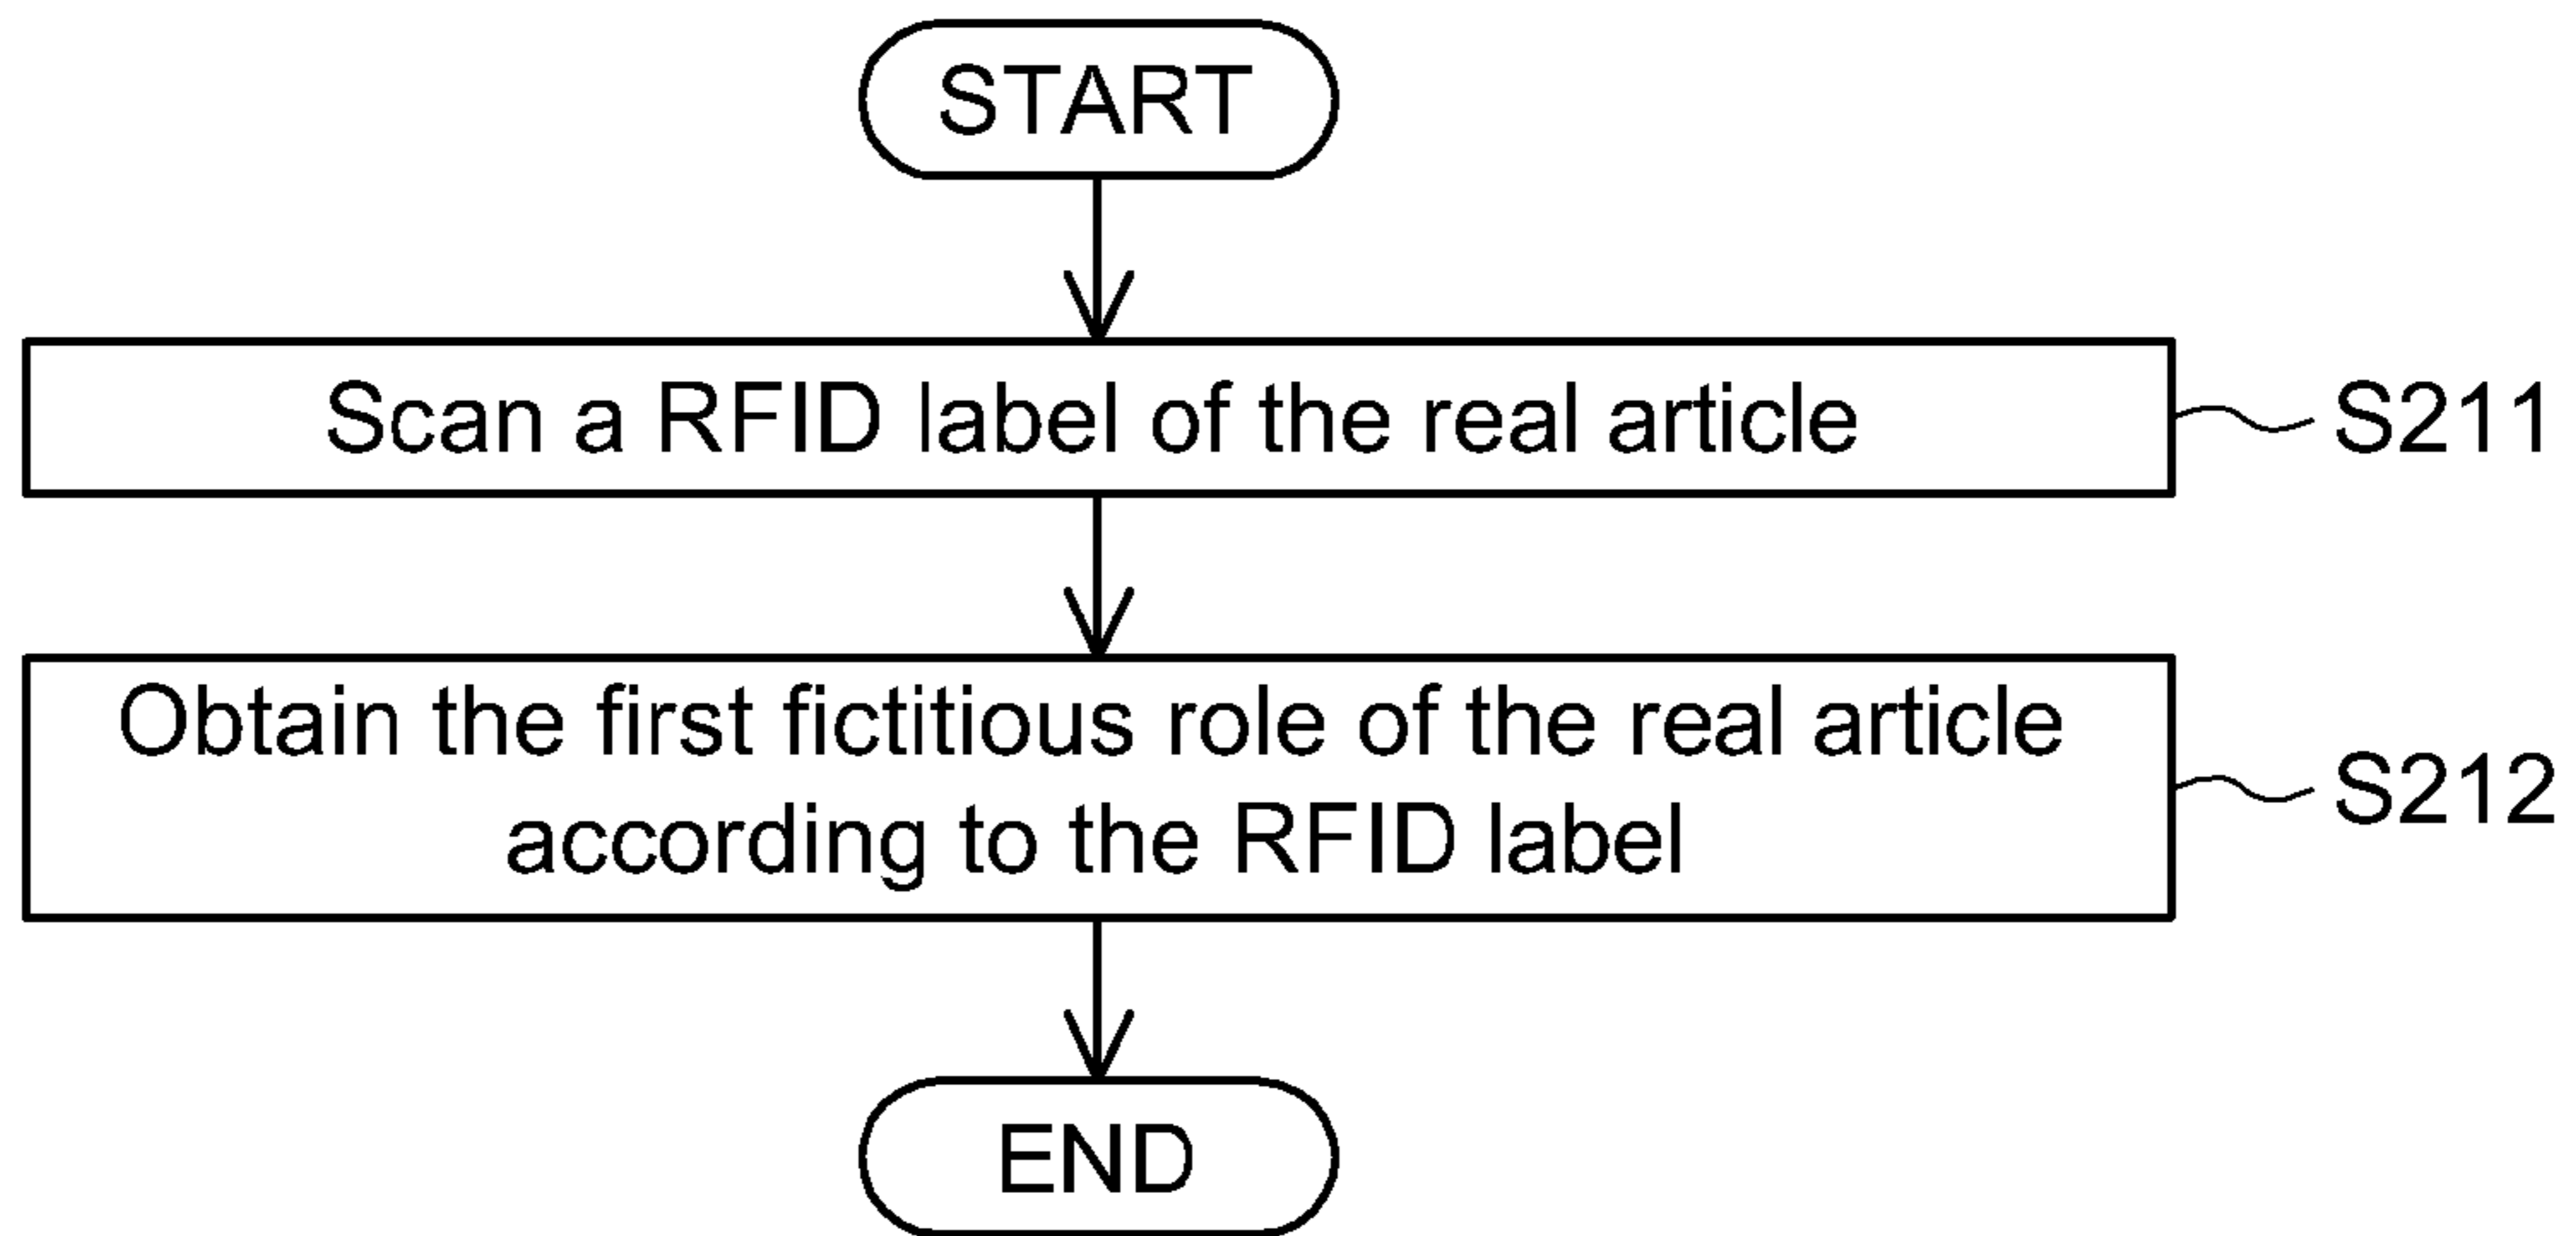 START
Scan a RFID label of the real article
S211
Obtain the first fictitious role of the real article
according to the RFID label
S212
END